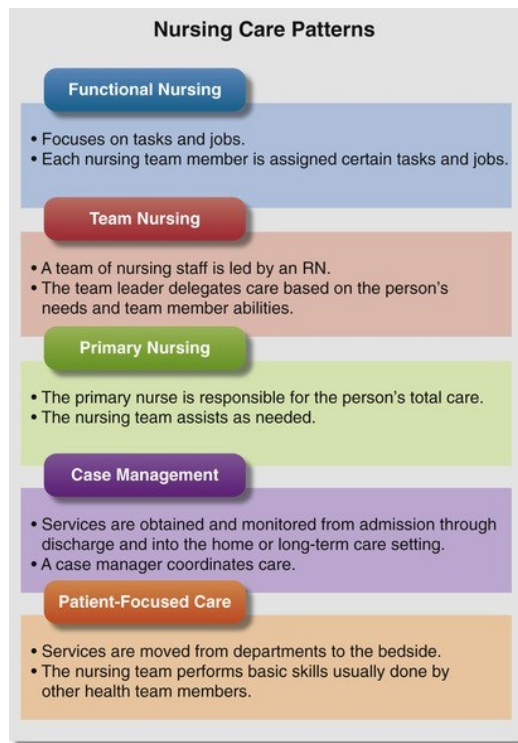 Nursing Care Patterns
Functional Nursing
• Focuses on tasks and jobs.
• Each nursing team member is assigned certain tasks and jobs.
Team Nursing
• A team of nursing staff is led by an RN.
• The team leader delegates care based on the person's
needs and team member abilities.
Primary Nursing
• The primary nurse is responsible for the person's total care.
• The nursing team assists as needed.
Case Management
• Services are obtained and monitored from admission through
discharge and into the home or long-term care setting.
• A case manager coordinates care.
Patient-Focused Care
• Services are moved from departments to the bedside.
• The nursing team performs basic skills usually done by
other health team members.